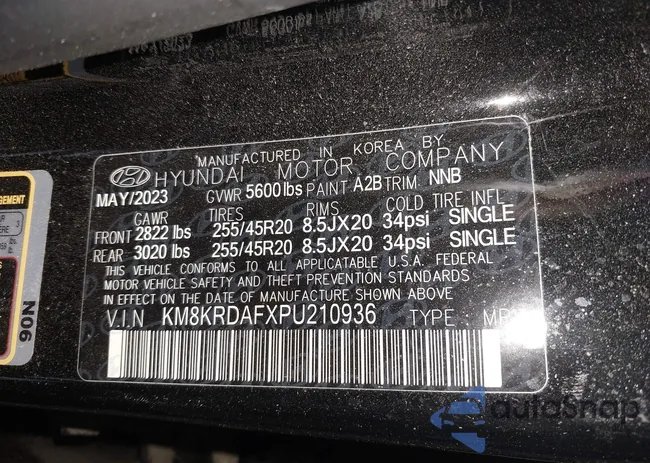 MANUFACTURED IN KOREA BY
HYUNDAI MOTOR COMPANY
MAY/2023 GVWR 5600lbs PAINT A2B TRIM NNB
GAWR TIRES RIMS COLD TIRE INFL
FRONT 2822 lbs 255/45R20 8.5JX20 34psi SINGLE
REAR 3020 lbs 255/45R20 8.5JX20 34psi SINGLE
THIS VEHICLE CONFORMS TO ALL APPLICATABLE U.S.A. FEDERAL
MOTOR VEHICLE SAFETY AND THEFT PREVENTION STANDARDS
IN EFFECT ON THE DATE OF MANUFACTURE SHOWN ABOVE
V.I.N KM8KRDAFXPU210936 TYPE
90N
autoSnap